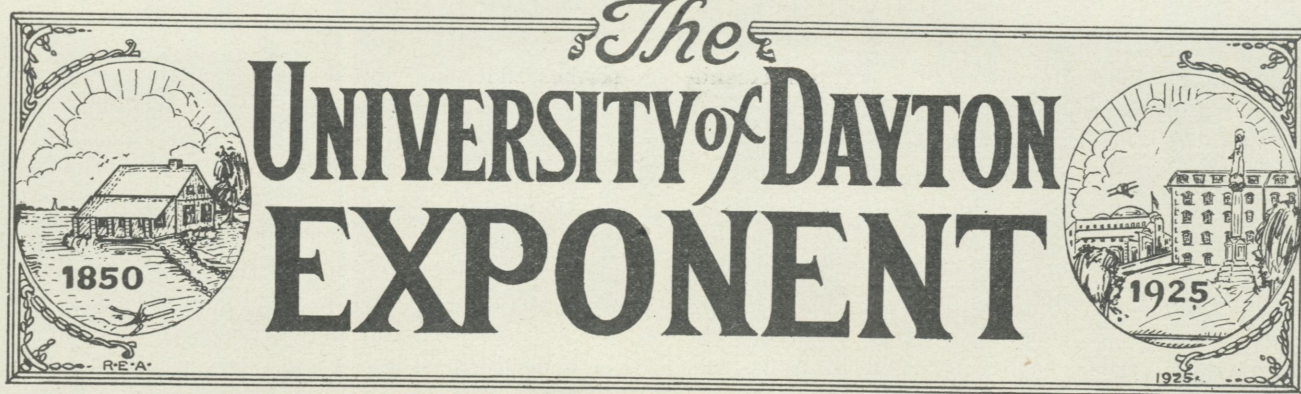 The
UNIVERSITY of DAYTON
EXPONENT
1850
1925
R·E·A·
1925·